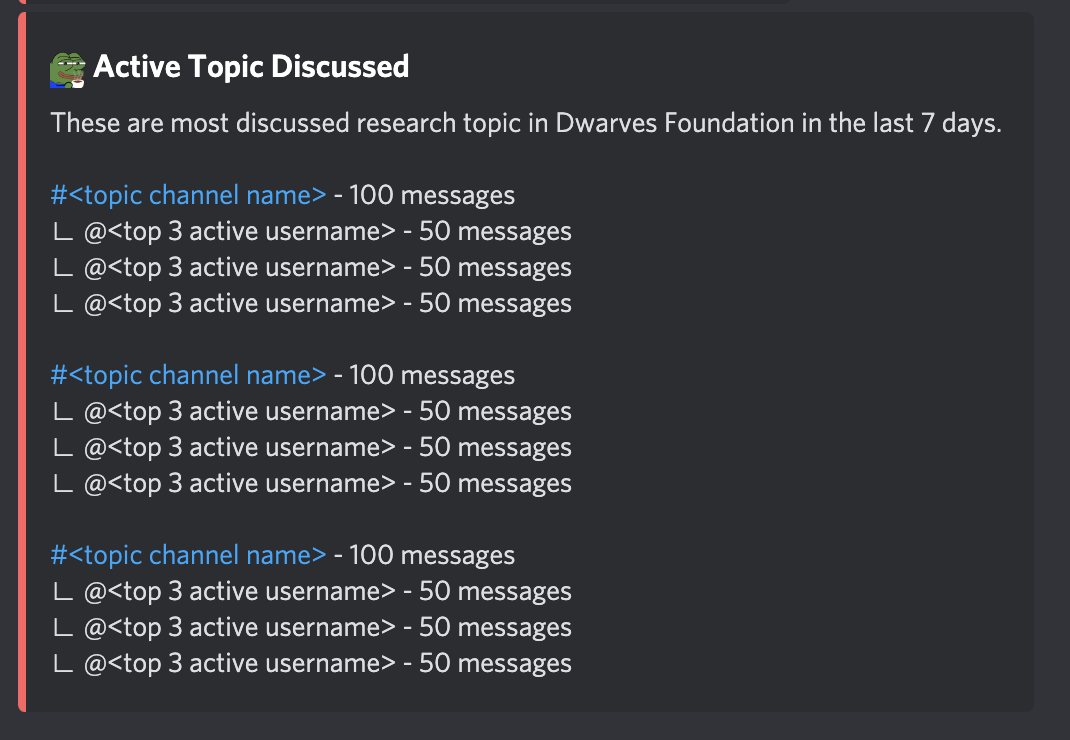 Active Topic Discussed
These are most discussed research topic in Dwarves Foundation in the last 7 days.
#<topic channel name> - 100 messages
∟ @<top 3 active username> - 50 messages
∟ @<top 3 active username> - 50 messages
∟ @<top 3 active username> - 50 messages
#<topic channel name> - 100 messages
∟ @<top 3 active username> - 50 messages
∟ @<top 3 active username> - 50 messages
∟ @<top 3 active username> - 50 messages
#<topic channel name> - 100 messages
∟ @<top 3 active username> - 50 messages
∟ @<top 3 active username> - 50 messages
∟ @<top 3 active username> - 50 messages